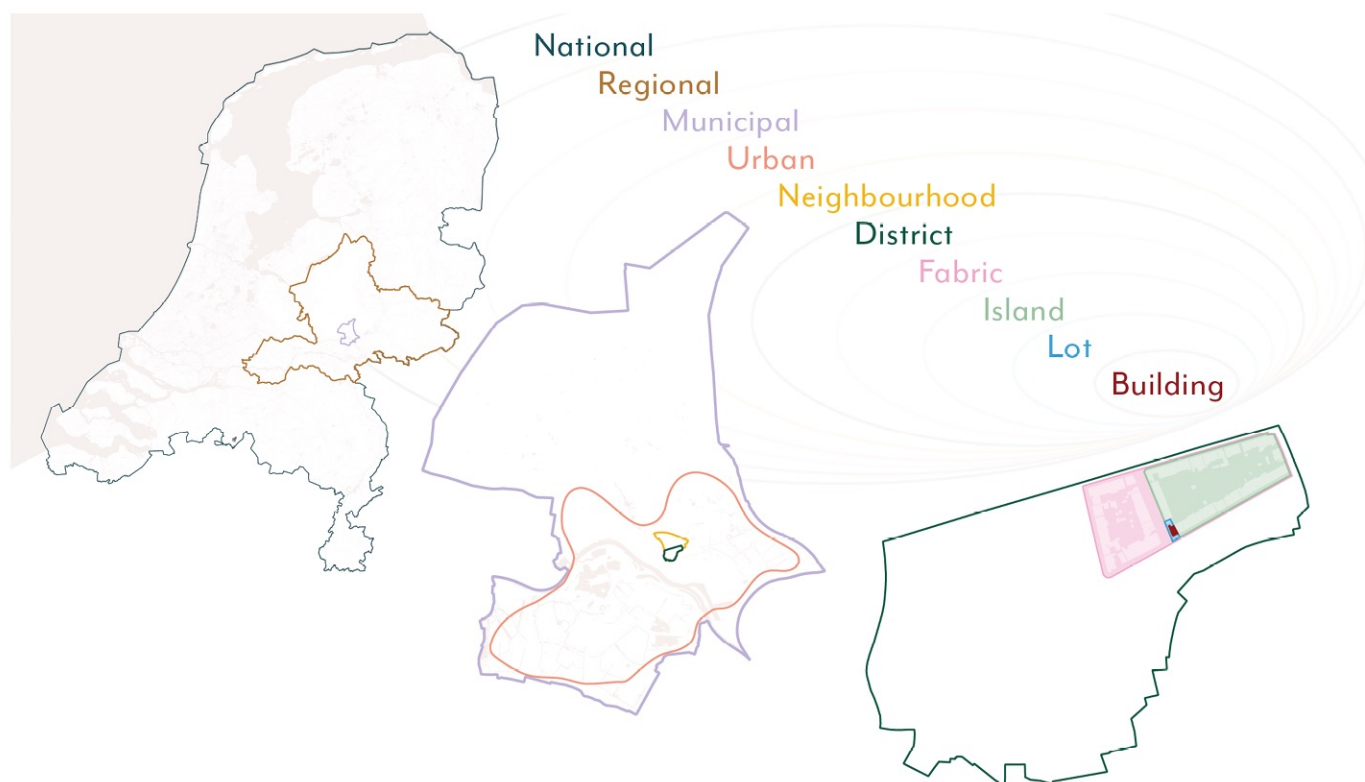 National
Regional
Municipal
Urban
Neighbourhood
District
Fabric
Island
Lot
Building